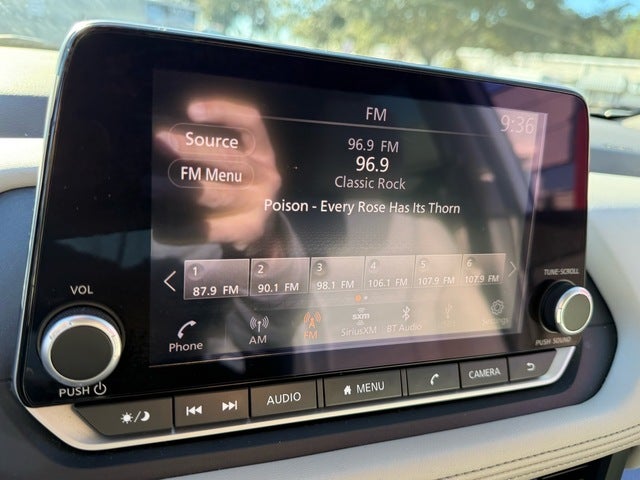 FM
9:36
Source
FM Menu
96.9 FM
96.9
Classic Rock
Poison - Every Rose Has Its Thorn
1 2 3 4 5 6
87.9 FM 90.1 FM 98.1 FM 106.1 FM 107.9 FM 107.9 FM
Phone AM FM sxm SiriusXM BT Audio USB Settings
VOL
PUSH
TUNE·SCROLL
PUSH SOUND
AUDIO MENU CAMERA